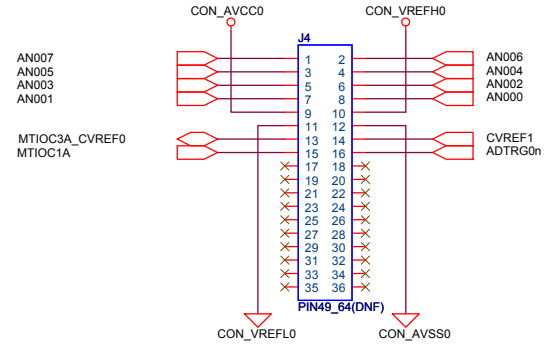 CON_AVCC0 CON_VREFH0
J4
AN007 1 2 AN006
AN005 3 4 AN004
AN003 5 6 AN002
AN001 7 8 AN000
9 10
11 12
MTIOC3A_CVREF0 13 14 CVREF1
MTIOC1A 15 16 ADTRG0n
17 18
19 20
21 22
23 24
25 26
27 28
29 30
31 32
33 34
35 36
PIN49_64(DNF)
CON_VREFL0 CON_AVSS0